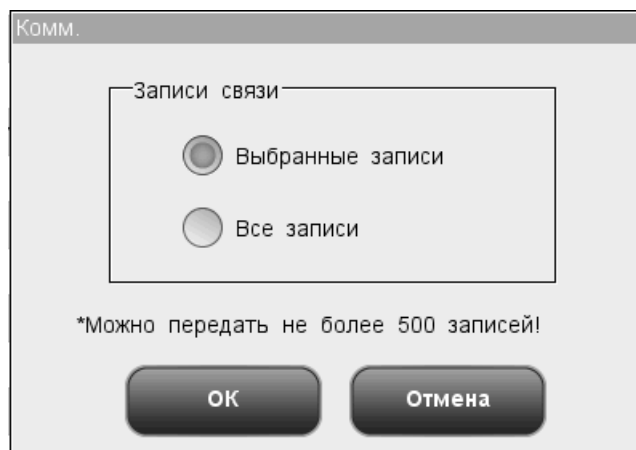 Комм.
Записи связи
Выбранные записи
Все записи
*Можно передать не более 500 записей!
ОК
Отмена